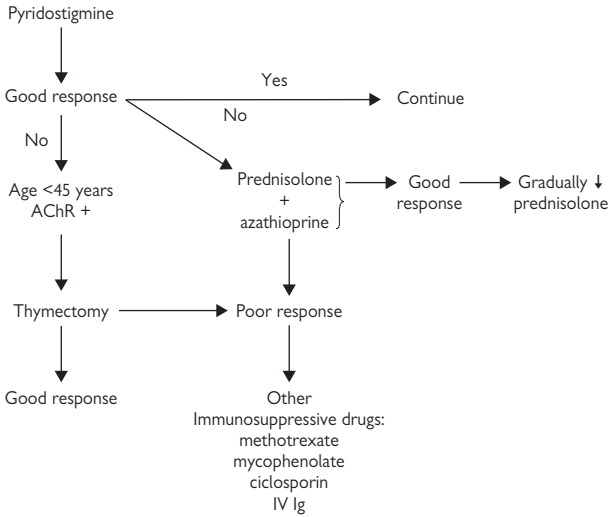 Pyridostigmine
Yes
Good response
Continue
No
No
Prednisolone
+
azathioprine
Good
response
Gradually ↓
prednisolone
Age <45 years
AChR +
Thymectomy
Poor response
Good response
Other
Immunosuppressive drugs:
methotrexate
mycophenolate
ciclosporin
IV Ig